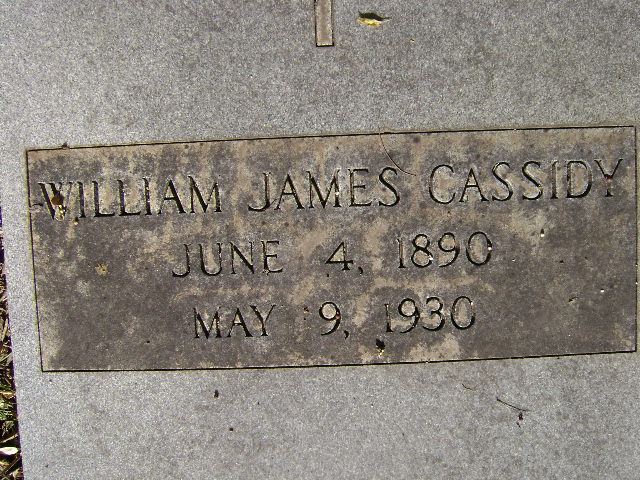 WILLIAM JAMES CASSIDY
JUNE 4, 1890
MAY 9, 1930